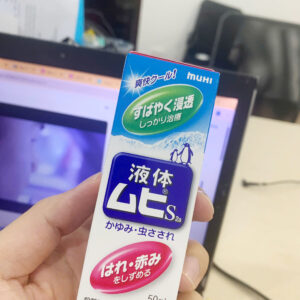 muhi
爽快クール!
すばやく浸透
しっかり治療
液体
ムヒS2a
かゆみ・虫さされ
はれ・赤み
をしずめる
50mL